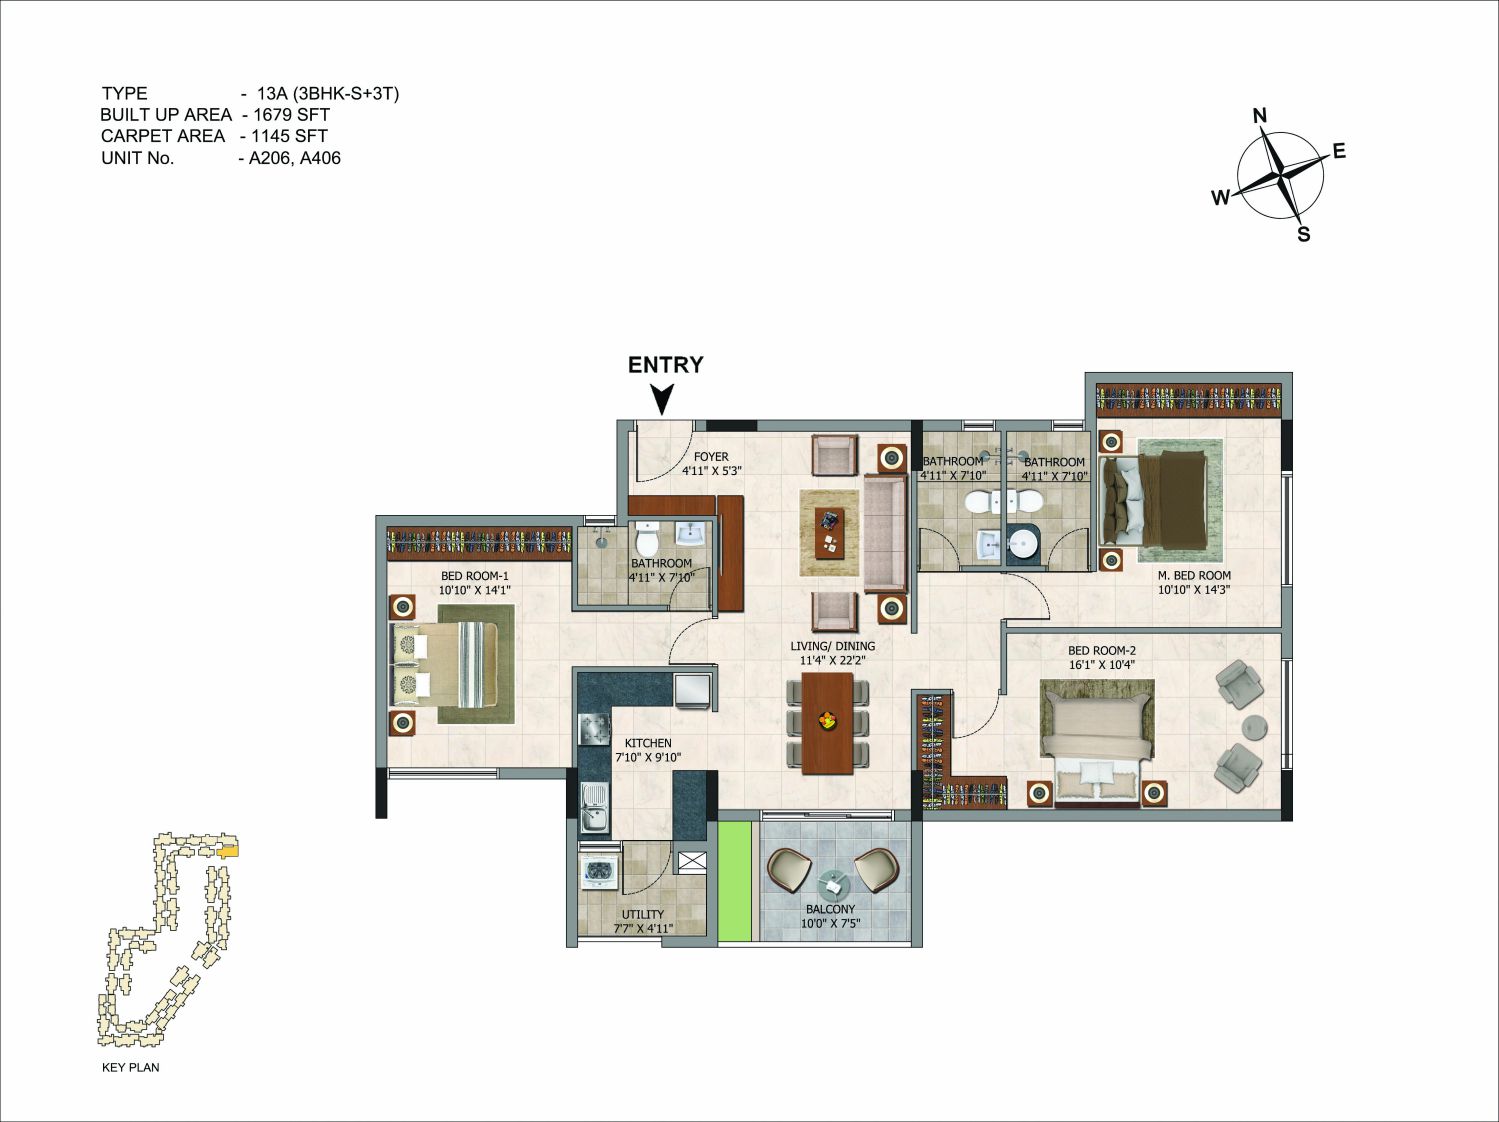 TYPE - 13A (3BHK-S+3T)
BUILT UP AREA - 1679 SFT
CARPET AREA - 1145 SFT
UNIT No. - A206, A406
N
E
W
S
ENTRY
FOYER
4'11" X 5'3"
BATHROOM
4'11" X 7'10"
BATHROOM
4'11" X 7'10"
BATHROOM
4'11" X 7'10"
BED ROOM-1
10'10" X 14'1"
M. BED ROOM
10'10" X 14'3"
LIVING/ DINING
11'4" X 22'2"
BED ROOM-2
16'1" X 10'4"
KITCHEN
7'10" X 9'10"
UTILITY
7'7" X 4'11"
BALCONY
10'0" X 7'5"
KEY PLAN